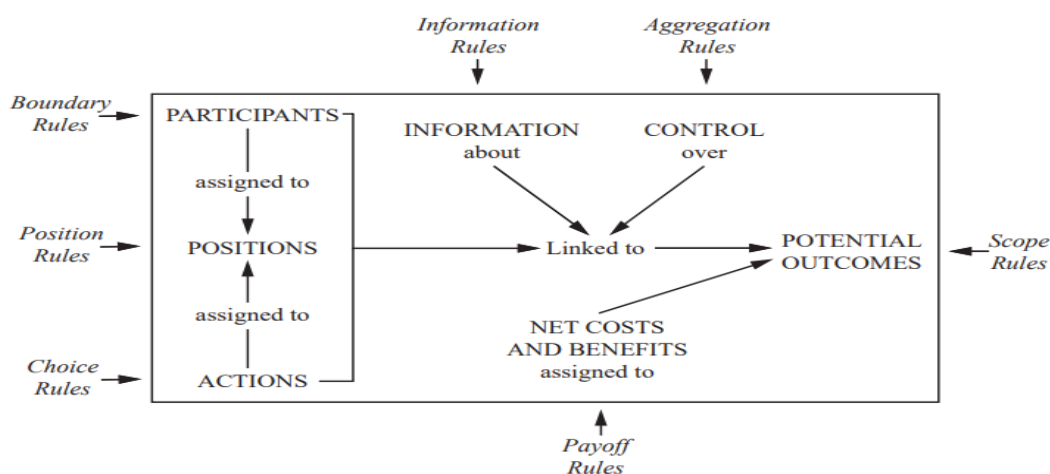 Information
Rules
Aggregation
Rules
Boundary
Rules
PARTICIPANTS
INFORMATION
about
CONTROL
over
assigned to
Position
Rules
POSITIONS
Linked to
POTENTIAL
OUTCOMES
Scope
Rules
assigned to
NET COSTS
AND BENEFITS
assigned to
Choice
Rules
ACTIONS
Payoff
Rules